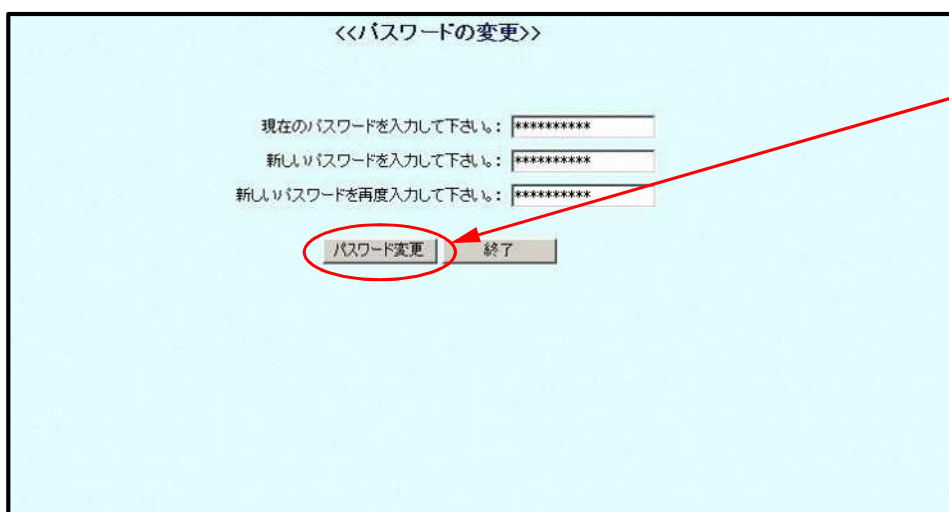 <<パスワードの変更>>
現在のパスワードを入力して下さい。: **********
新しいパスワードを入力して下さい。: **********
新しいパスワードを再度入力して下さい。: **********
パスワード変更 終了